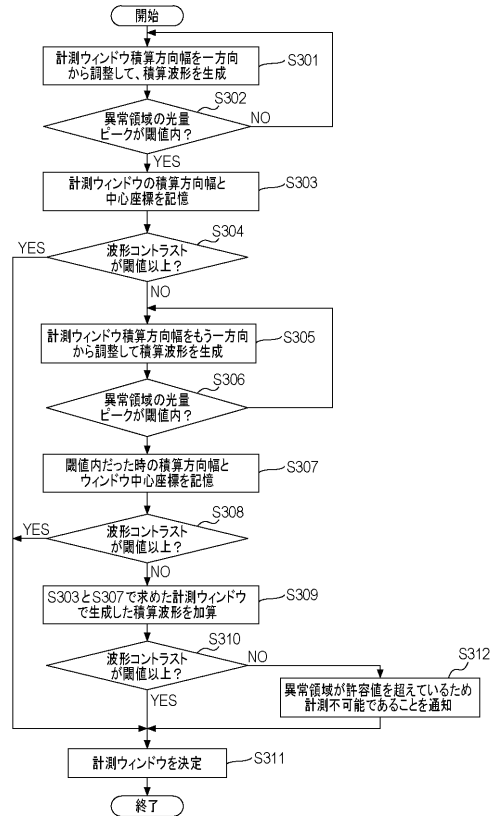 開始
計測ウィンドウ積算方向幅を一方向
から調整して、積算波形を生成
S301
S302
異常領域の光量
ピークが閾値内?
NO
YES
計測ウィンドウの積算方向幅と
中心座標を記憶
S303
S304
YES
波形コントラスト
が閾値以上?
NO
計測ウィンドウ積算方向幅をもう一方向
から調整して積算波形を生成
S305
S306
異常領域の光量
ピークが閾値内?
閾値内だった時の積算方向幅と
ウィンドウ中心座標を記憶
S307
S308
YES
波形コントラスト
が閾値以上?
NO
S303とS307で求めた計測ウィンドウ
で生成した積算波形を加算
S309
S310
波形コントラスト
が閾値以上?
NO
YES
S312
異常領域が許容値を超えているため
計測不可能であることを通知
計測ウィンドウを決定
S311
終了